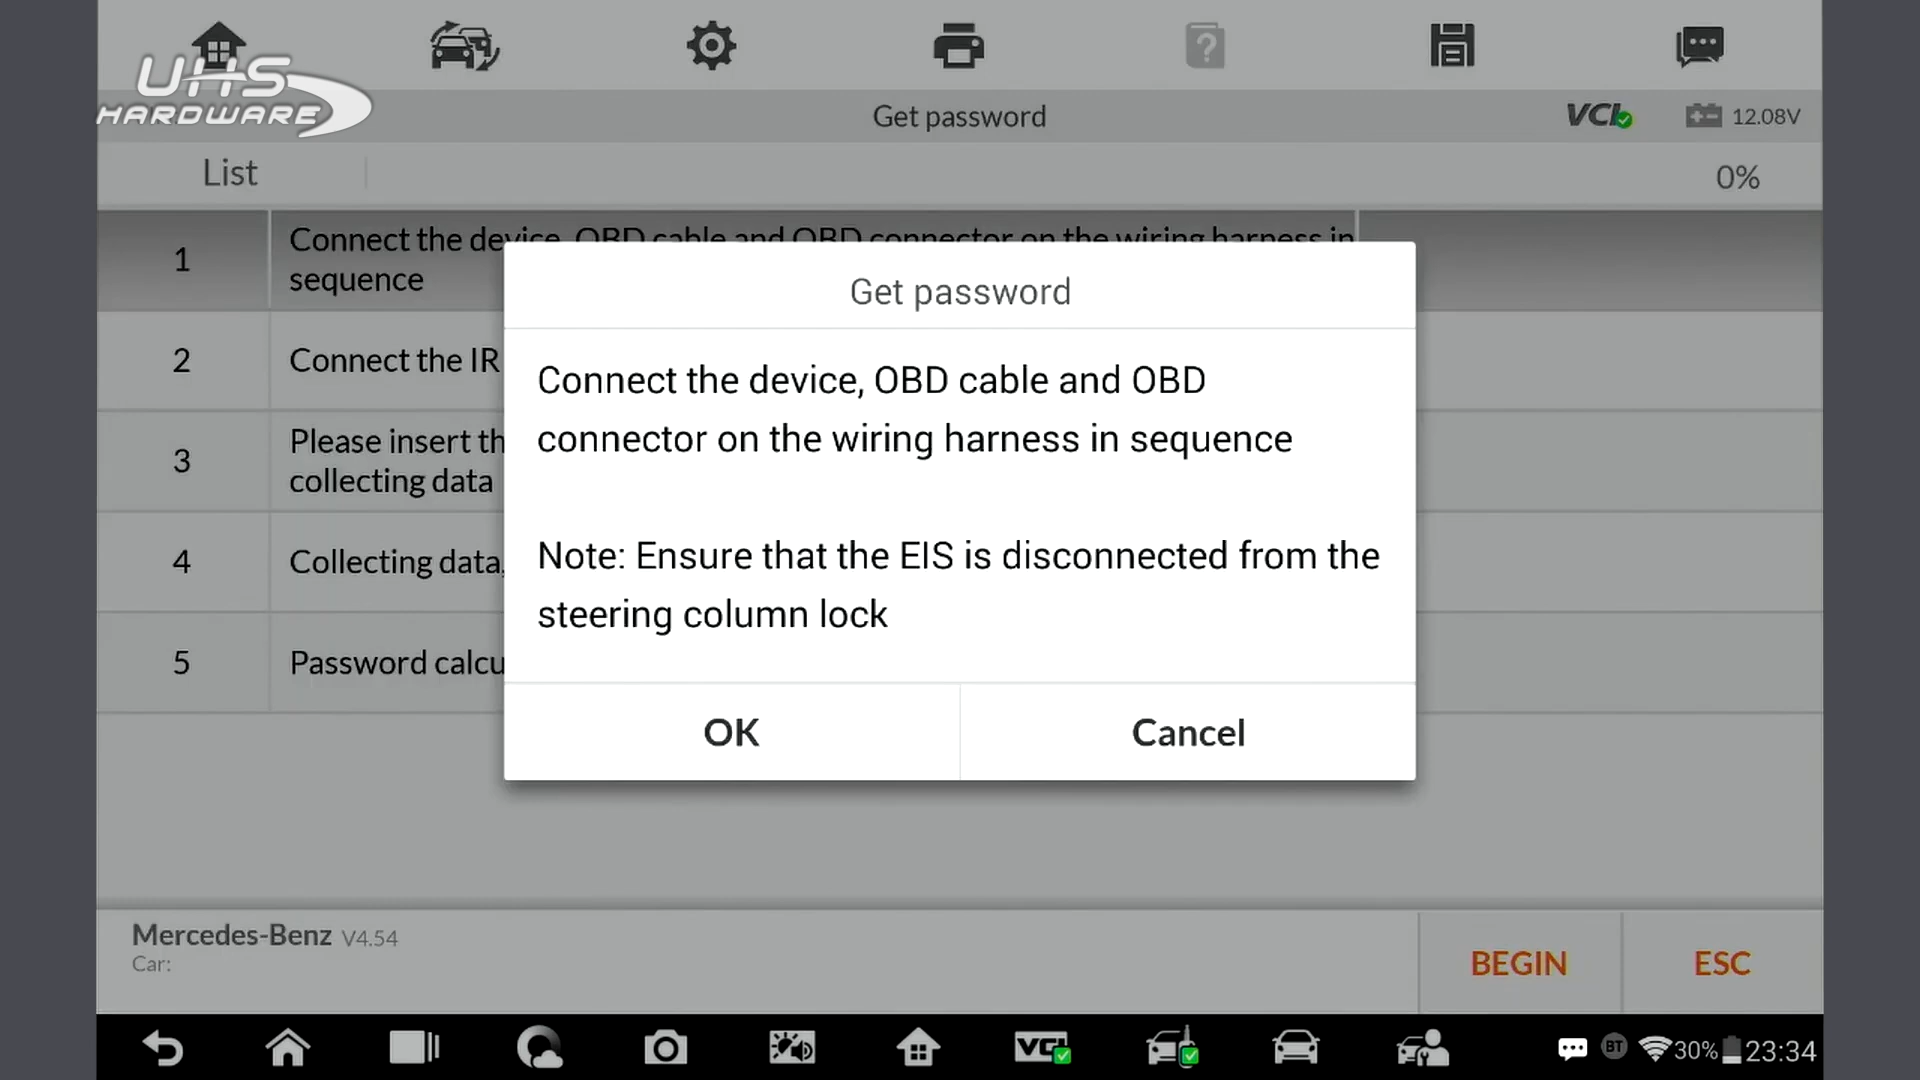 UHS
HARDWARE
Get password
VCI
12.08V
List
0%
1
Connect the device, OBD cable and OBD connector on the wiring harness in
sequence
2
Connect the IR
3
Please insert th
collecting data
4
Collecting data,
5
Password calcu
Get password
Connect the device, OBD cable and OBD
connector on the wiring harness in sequence
Note: Ensure that the EIS is disconnected from the
steering column lock
OK
Cancel
Mercedes-Benz V4.54
Car:
BEGIN
ESC
VCI
BT
30%
23:34